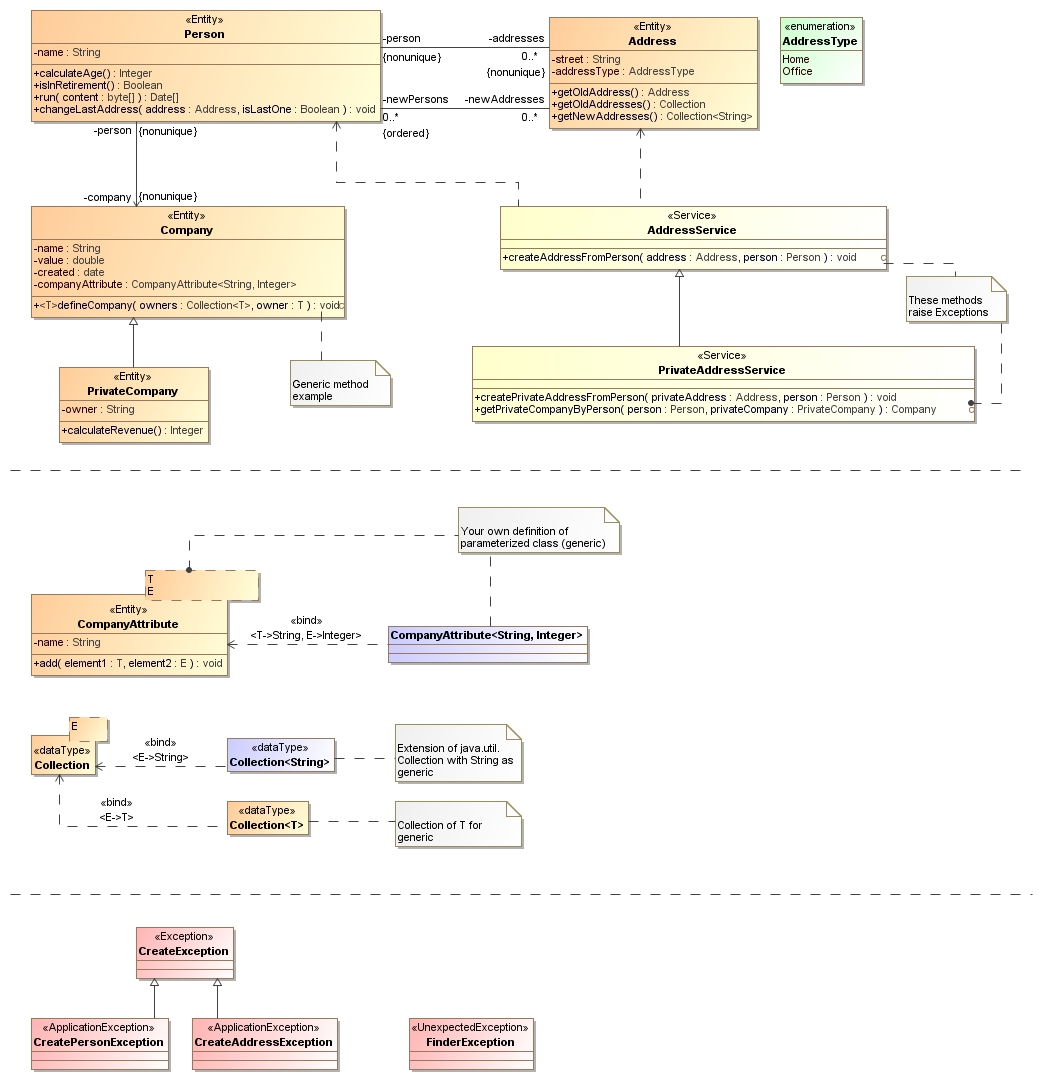 «Entity»
Person
-name : String
+calculateAge() : Integer
+isInRetirement() : Boolean
+run( content : byte[] ) : Date[]
+changeLastAddress( address : Address, isLastOne : Boolean ) : void
-person
-addresses
{nonunique}
0..*
{nonunique}
-newPersons
-newAddresses
0..*
0..*
{ordered}
«Entity»
Address
-street : String
-addressType : AddressType
+getOldAddress() : Address
+getOldAddresses() : Collection
+getNewAddresses() : Collection<String>
«enumeration»
AddressType
Home
Office
-person
{nonunique}
-company
{nonunique}
«Entity»
Company
-name : String
-value : double
-created : date
-companyAttribute : CompanyAttribute<String, Integer>
+<T>defineCompany( owners : Collection<T>, owner : T ) : void
«Service»
AddressService
+createAddressFromPerson( address : Address, person : Person ) : void
These methods
raise Exceptions
«Entity»
PrivateCompany
-owner : String
+calculateRevenue() : Integer
Generic method
example
«Service»
PrivateAddressService
+createPrivateAddressFromPerson( privateAddress : Address, person : Person ) : void
+getPrivateCompanyByPerson( person : Person, privateCompany : PrivateCompany ) : Company
Your own definition of
parameterized class (generic)
T
E
«Entity»
CompanyAttribute
-name : String
+add( element1 : T, element2 : E ) : void
«bind»
<T->String, E->Integer>
CompanyAttribute<String, Integer>
E
«dataType»
Collection
«bind»
<E->String>
«dataType»
Collection<String>
Extension of java.util.
Collection with String as
generic
«bind»
<E->T>
«dataType»
Collection<T>
Collection of T for
generic
«Exception»
CreateException
«ApplicationException»
CreatePersonException
«ApplicationException»
CreateAddressException
«UnexpectedException»
FinderException